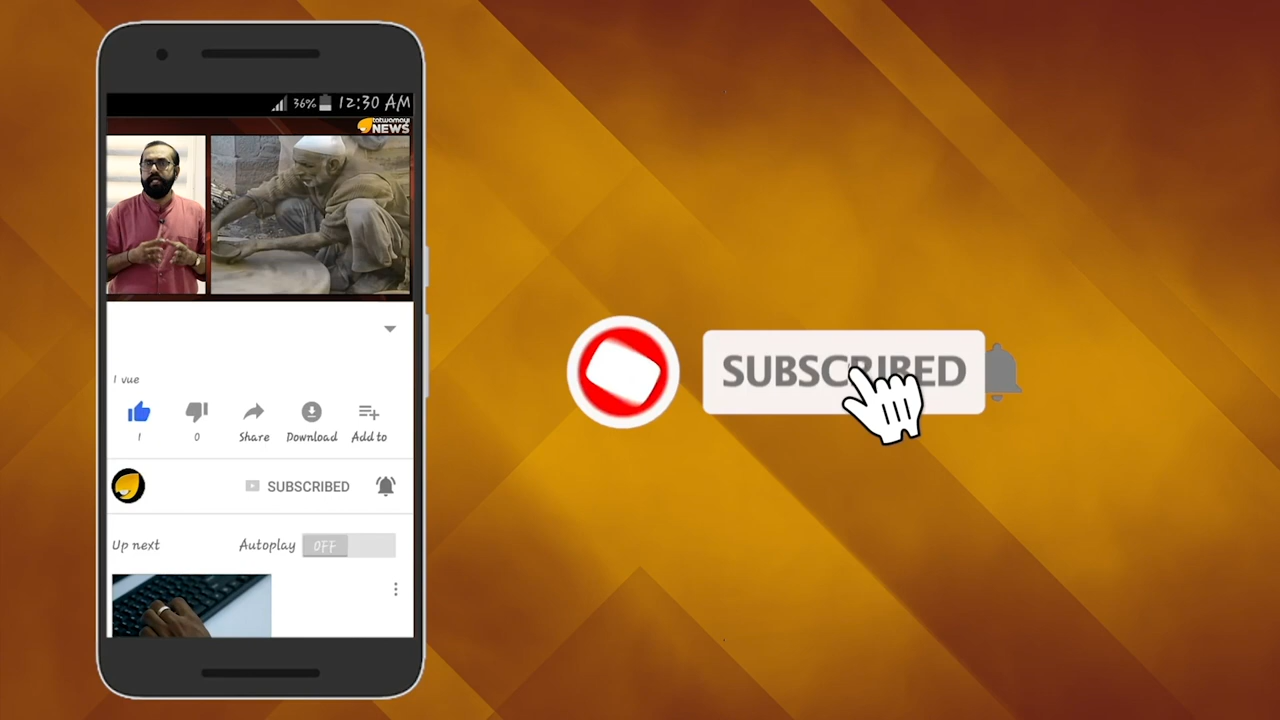 36% 12:30 AM
tatwamayi
NEWS
1 vue
1
0
Share
Download
Add to
SUBSCRIBED
Up next
Autoplay
OFF
SUBSCRIBED